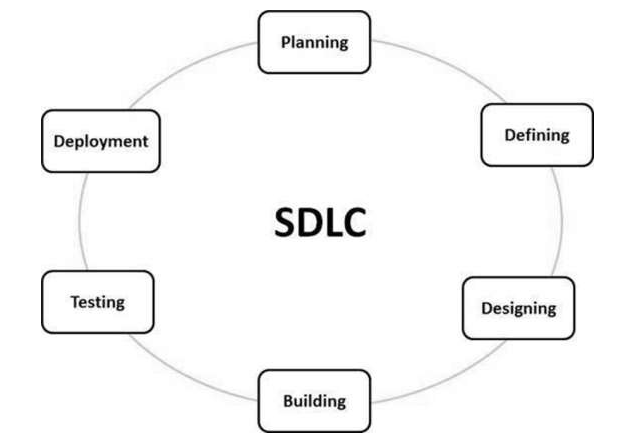 Planning
Defining
Deployment
SDLC
Testing
Designing
Building